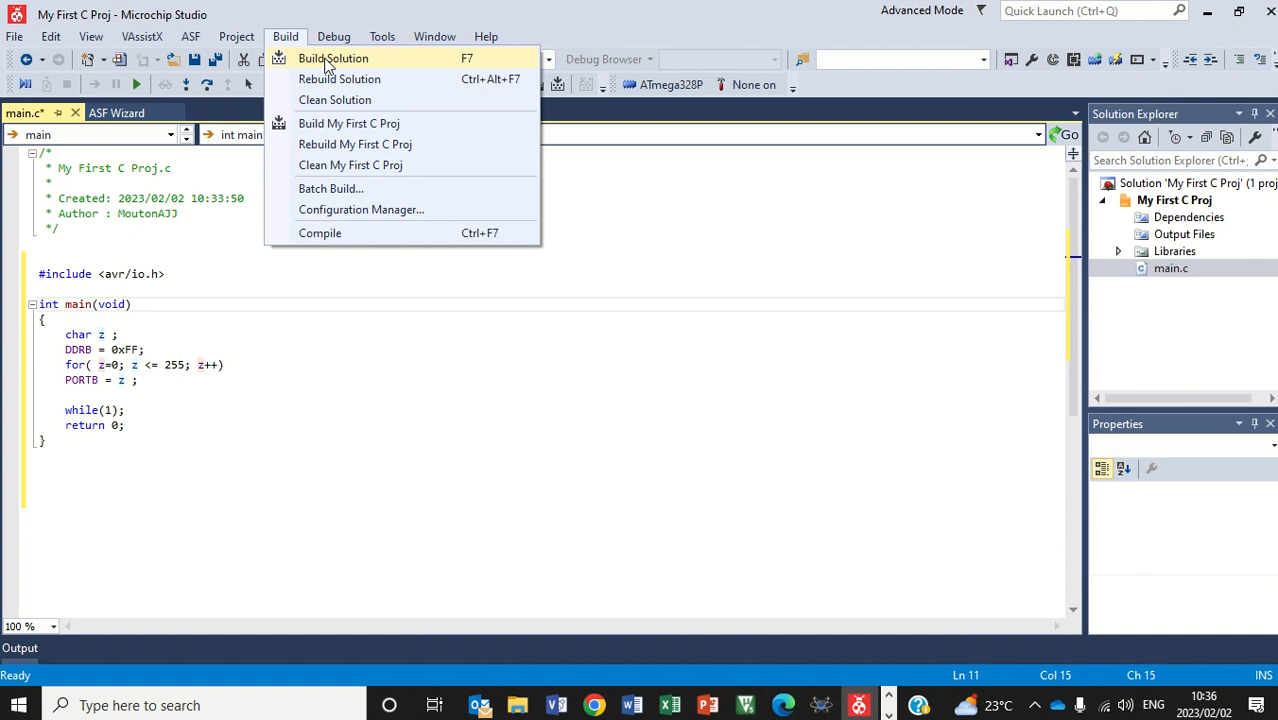 My First C Proj - Microchip Studio
Advanced Mode
Quick Launch (Ctrl+Q)
File Edit View VAssistX ASF Project Build Debug Tools Window Help
Debug Browser
ATmega328P None on
Build Solution F7
Rebuild Solution Ctrl+Alt+F7
Clean Solution
Build My First C Proj
Rebuild My First C Proj
Clean My First C Proj
Batch Build...
Configuration Manager...
Compile Ctrl+F7
main.c* ASF Wizard
main int main Go
/*
* My First C Proj.c
*
* Created: 2023/02/02 10:33:50
* Author : MoutonAJJ
*/
#include <avr/io.h>
int main(void)
{
char z ;
DDRB = 0xFF;
for( z=0; z <= 255; z++)
PORTB = z ;
while(1);
return 0;
}
100 %
Solution Explorer
Search Solution Explorer (Ctrl+;
Solution 'My First C Proj' (1 proj
My First C Proj
Dependencies
Output Files
Libraries
main.c
Properties
Output
Ready Ln 11 Col 15 Ch 15 INS
Type here to search
23°C ENG
10:36
2023/02/02